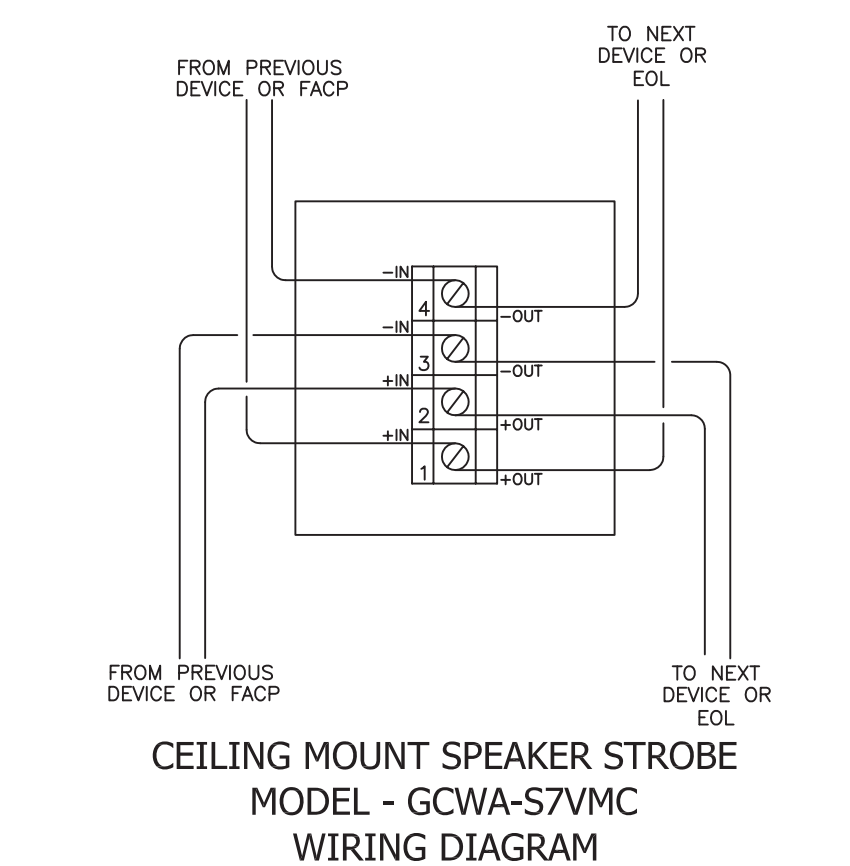 TO NEXT
DEVICE OR
EOL
FROM PREVIOUS
DEVICE OR FACP
-IN
4
-OUT
-IN
3
-OUT
+IN
2
+OUT
+IN
1
+OUT
FROM PREVIOUS
DEVICE OR FACP
TO NEXT
DEVICE OR
EOL
CEILING MOUNT SPEAKER STROBE
MODEL - GCWA-S7VMC
WIRING DIAGRAM